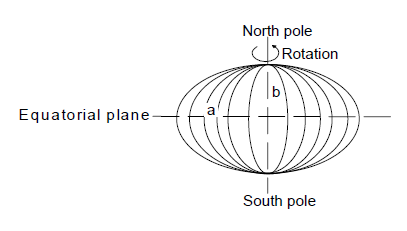 North pole
Rotation
b
a
Equatorial plane
South pole